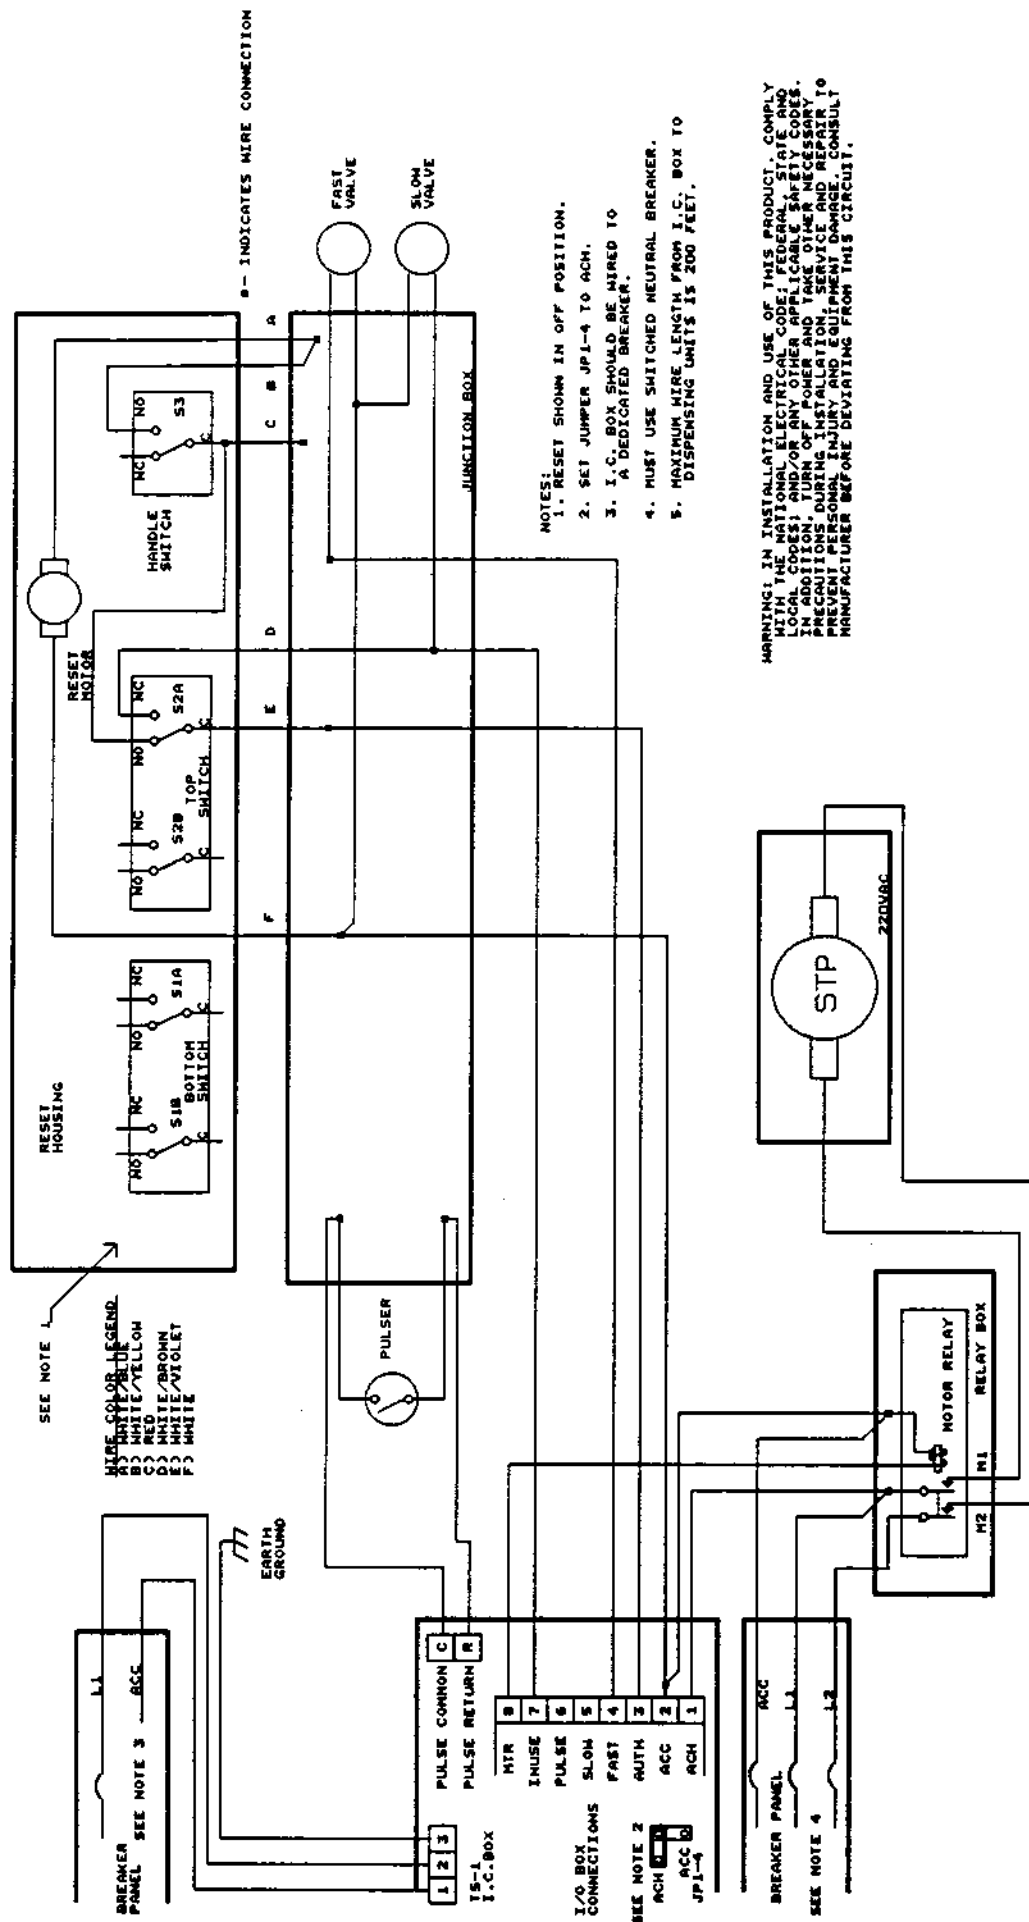 SEE NOTE 1
RESET
HOUSING
NO
NC
S1B
C
NO
NC
S1A
C
BOTTOM
SWITCH
NO
NC
S2B
C
NO
NC
S2A
C
TOP
SWITCH
RESET
MOTOR
HANDLE
SWITCH
NC
NO
S3
C
- INDICATES WIRE CONNECTION
WIRE COLOR LEGEND
A) WHITE/BLUE
B) WHITE/YELLOW
C) RED
D) WHITE/BROWN
E) WHITE/VIOLET
F) WHITE
F
E
D
C
B
A
JUNCTION BOX
FAST
VALVE
SLOW
VALVE
PULSER
EARTH
GROUND
L1
ACC
BREAKER
PANEL SEE NOTE 3
1 2 3
TS-1
I.C.BOX
PULSE COMMON C
PULSE RETURN R
MTR 8
INUSE 7
PULSE 6
SLOW 5
FAST 4
AUTH 3
ACC 2
ACH 1
I/O BOX
CONNECTIONS
SEE NOTE 2
ACH
ACC
JP1-4
NOTES:
1. RESET SHOWN IN OFF POSITION.
2. SET JUMPER JP1-4 TO ACH.
3. I.C. BOX SHOULD BE WIRED TO
A DEDICATED BREAKER.
4. MUST USE SWITCHED NEUTRAL BREAKER.
5. MAXIMUM WIRE LENGTH FROM I.C. BOX TO
DISPENSING UNITS IS 200 FEET.
WARNING: IN INSTALLATION AND USE OF THIS PRODUCT, COMPLY
WITH THE NATIONAL ELECTRICAL CODE; FEDERAL, STATE AND
LOCAL CODES; AND/OR ANY OTHER APPLICABLE SAFETY CODES.
IN ADDITION, TURN OFF POWER AND TAKE OTHER NECESSARY
PRECAUTIONS DURING INSTALLATION, SERVICE AND REPAIR TO
PREVENT PERSONAL INJURY AND EQUIPMENT DAMAGE. CONSULT
MANUFACTURER BEFORE DEVIATING FROM THIS CIRCUIT.
STP
220VAC
ACC
L1
L2
BREAKER PANEL
SEE NOTE 4
MOTOR RELAY
M2
M1
RELAY BOX